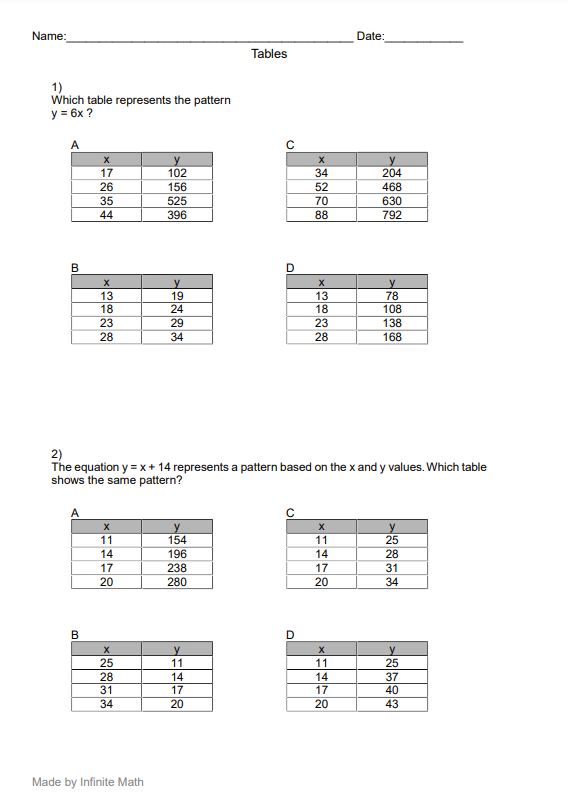 Name: Date:
Tables
1)
Which table represents the pattern
y = 6x ?
A
x y
17 102
26 156
35 525
44 396
C
x y
34 204
52 468
70 630
88 792
B
x y
13 19
18 24
23 29
28 34
D
x y
13 78
18 108
23 138
28 168
2)
The equation y = x + 14 represents a pattern based on the x and y values. Which table
shows the same pattern?
A
x y
11 154
14 196
17 238
20 280
C
x y
11 25
14 28
17 31
20 34
B
x y
25 11
28 14
31 17
34 20
D
x y
11 25
14 37
17 40
20 43
Made by Infinite Math